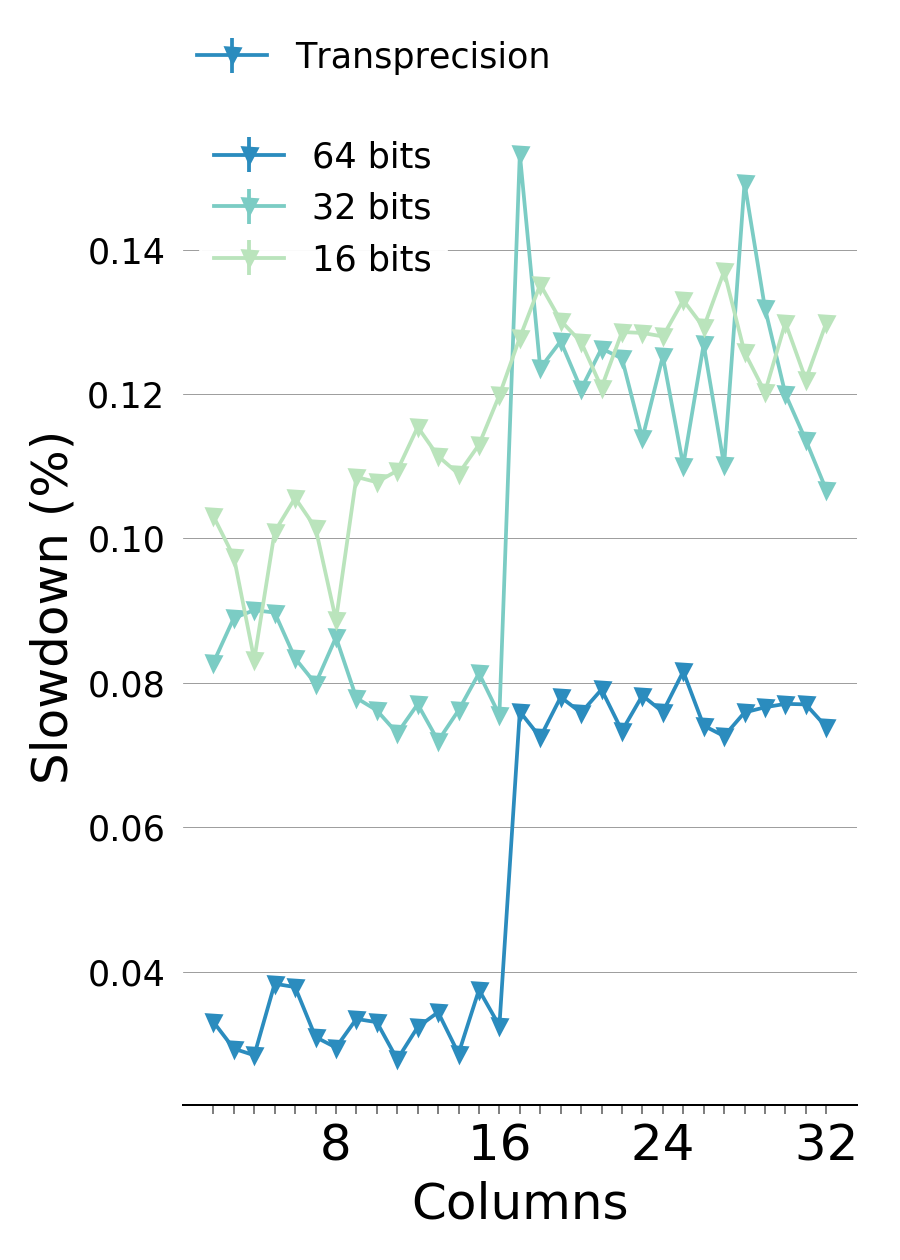 Transprecision
64 bits
32 bits
16 bits
0.14
0.12
0.10
0.08
0.06
0.04
Slowdown (%)
8 16 24 32
Columns